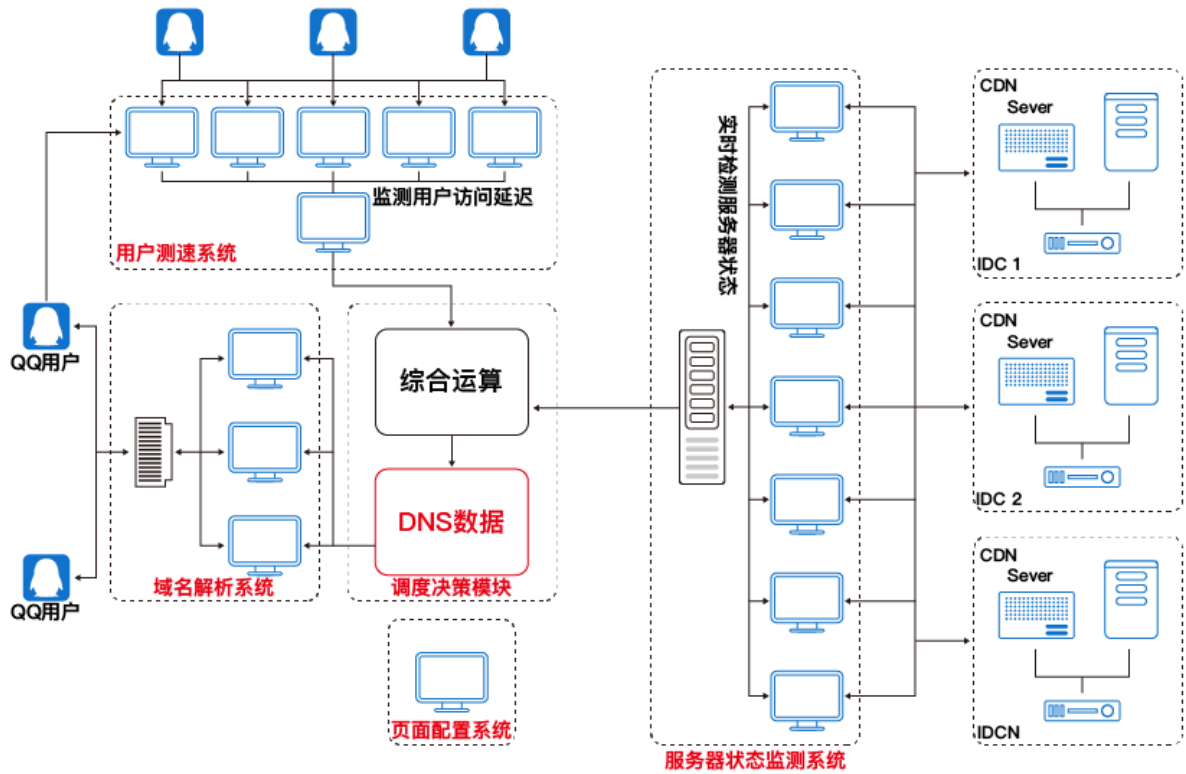 监测用户访问延迟
用户测速系统
QQ用户
QQ用户
综合运算
DNS数据
调度决策模块
域名解析系统
页面配置系统
实时检测服务器状态
服务器状态监测系统
CDN
Sever
IDC 1
CDN
Sever
IDC 2
CDN
Sever
IDCN